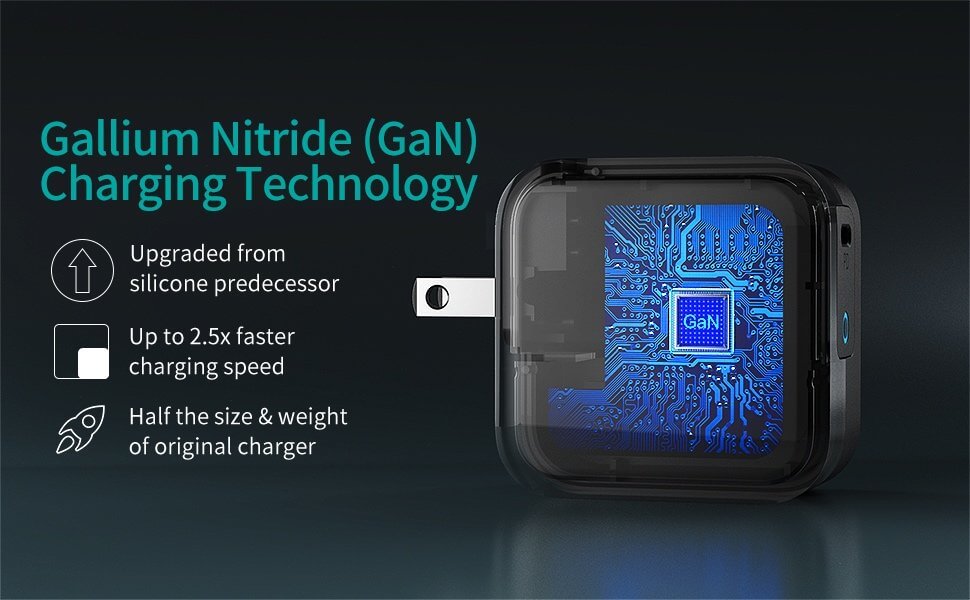 Gallium Nitride (GaN)
Charging Technology
Upgraded from
silicone predecessor
Up to 2.5x faster
charging speed
Half the size & weight
of original charger
GaN